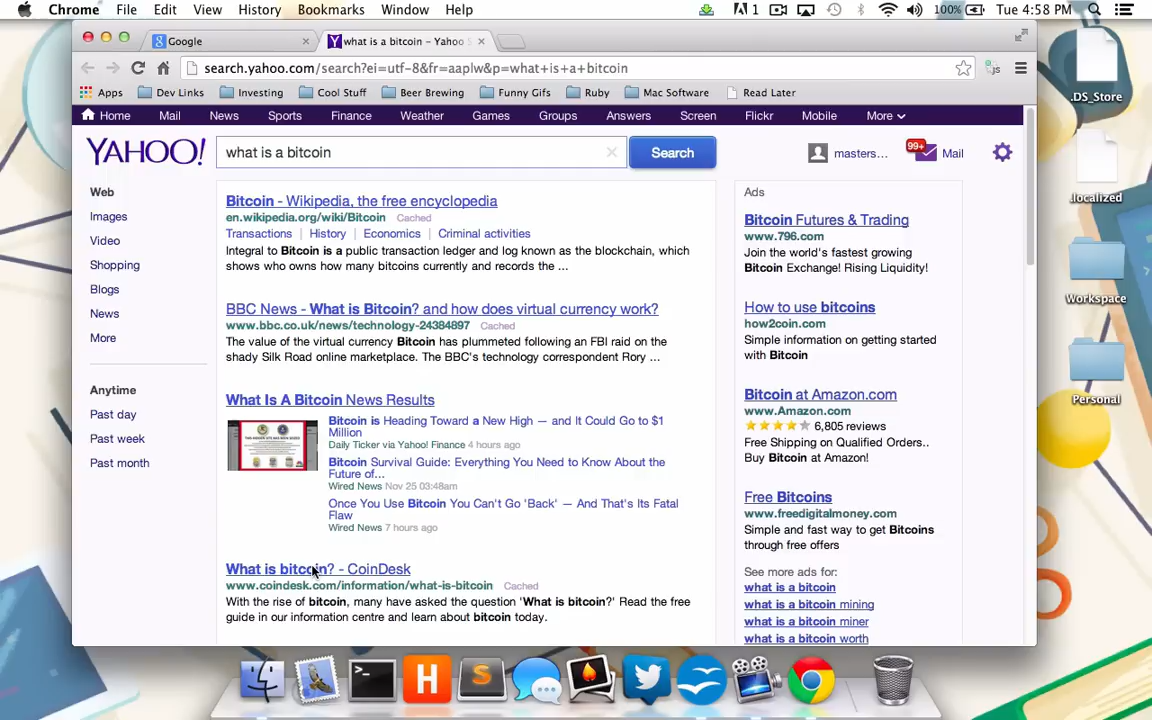 Chrome File Edit View History Bookmarks Window Help 1 100% Tue 4:58 PM
Google what is a bitcoin - Yahoo S
search.yahoo.com/search?ei=utf-8&fr=aaplw&p=what+is+a+bitcoin
Apps Dev Links Investing Cool Stuff Beer Brewing Funny Gifs Ruby Mac Software Read Later
Home Mail News Sports Finance Weather Games Groups Answers Screen Flickr Mobile More
YAHOO! what is a bitcoin Search masters... 99+ Mail
Web
Images
Video
Shopping
Blogs
News
More
Anytime
Past day
Past week
Past month
Bitcoin - Wikipedia, the free encyclopedia
en.wikipedia.org/wiki/Bitcoin Cached
Transactions | History | Economics | Criminal activities
Integral to Bitcoin is a public transaction ledger and log known as the blockchain, which
shows who owns how many bitcoins currently and records the ...
BBC News - What is Bitcoin? and how does virtual currency work?
www.bbc.co.uk/news/technology-24384897 Cached
The value of the virtual currency Bitcoin has plummeted following an FBI raid on the
shady Silk Road online marketplace. The BBC's technology correspondent Rory ...
What Is A Bitcoin News Results
Bitcoin is Heading Toward a New High — and It Could Go to $1
Million
Daily Ticker via Yahoo! Finance 4 hours ago
Bitcoin Survival Guide: Everything You Need to Know About the
Future of...
Wired News Nov 25 03:48am
Once You Use Bitcoin You Can't Go 'Back' — And That's Its Fatal
Flaw
Wired News 7 hours ago
What is bitcoin? - CoinDesk
www.coindesk.com/information/what-is-bitcoin Cached
With the rise of bitcoin, many have asked the question 'What is bitcoin?' Read the free
guide in our information centre and learn about bitcoin today.
Ads
Bitcoin Futures & Trading
www.796.com
Join the world's fastest growing
Bitcoin Exchange! Rising Liquidity!
How to use bitcoins
how2coin.com
Simple information on getting started
with Bitcoin
Bitcoin at Amazon.com
www.Amazon.com
6,805 reviews
Free Shipping on Qualified Orders..
Buy Bitcoin at Amazon!
Free Bitcoins
www.freedigitalmoney.com
Simple and fast way to get Bitcoins
through free offers
See more ads for:
what is a bitcoin
what is a bitcoin mining
what is a bitcoin miner
what is a bitcoin worth
.DS_Store
.localized
Workspace
Personal
H
S